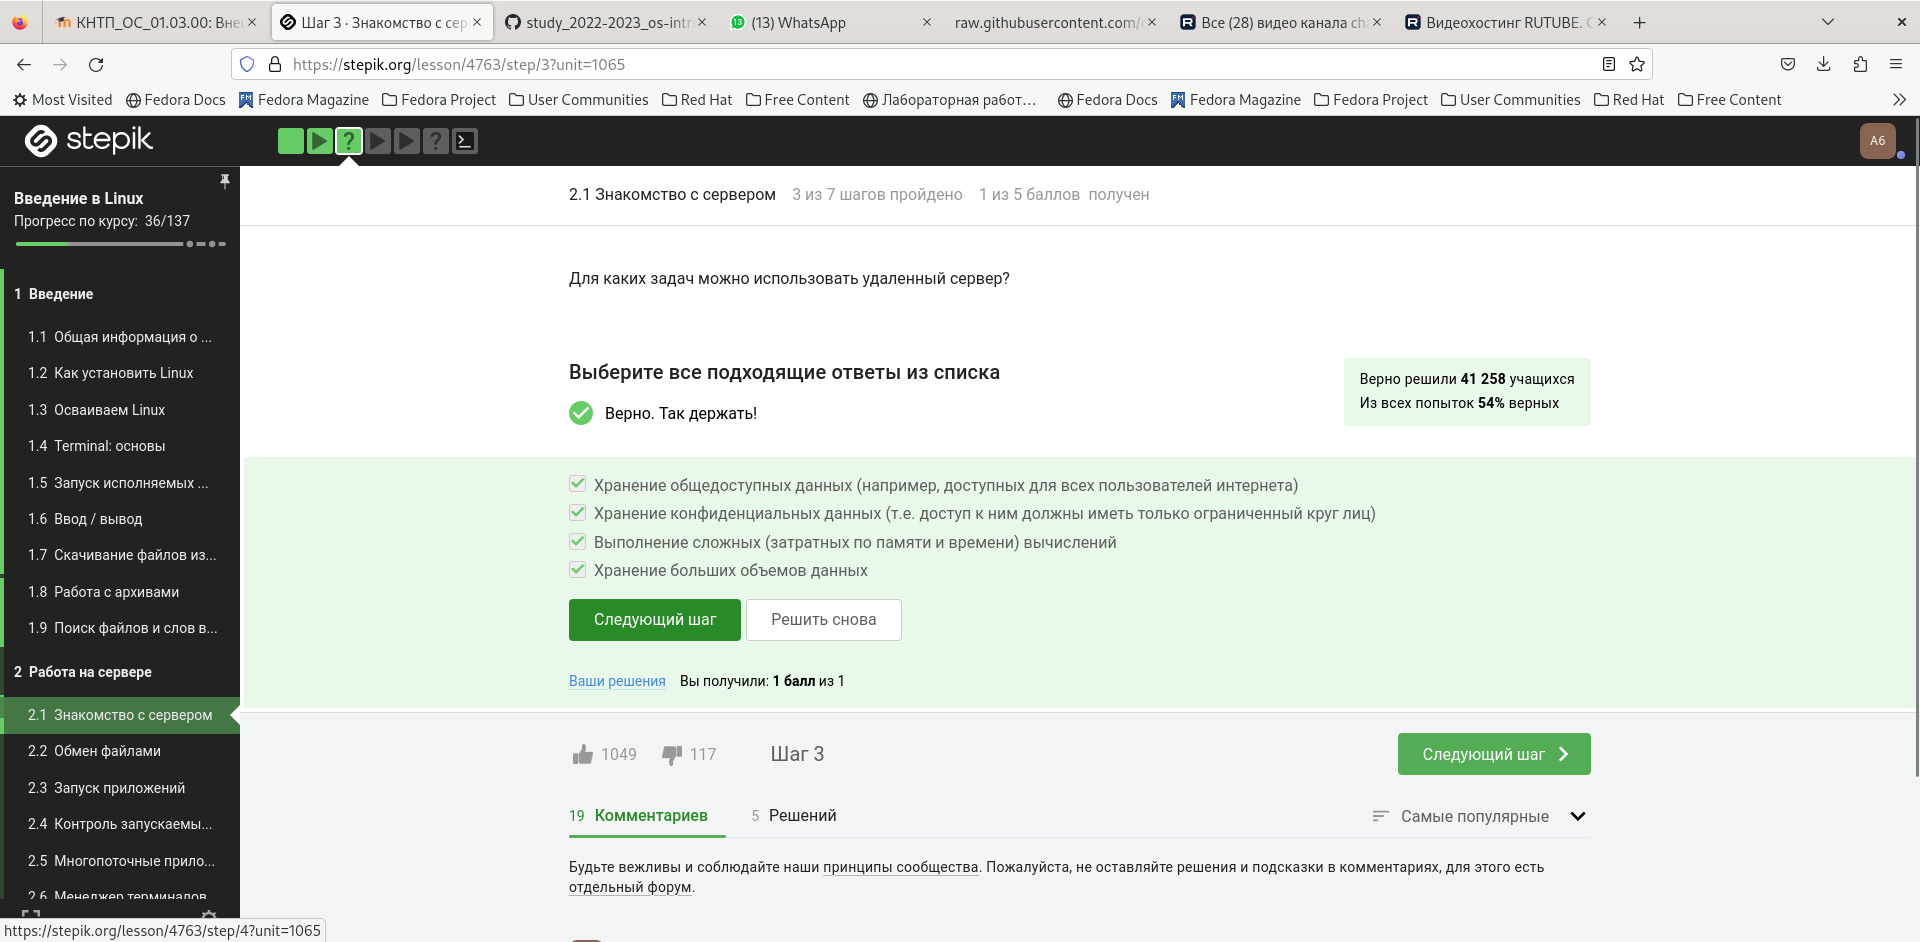 КНТП_ОС_01.03.00: Вне
Шаг 3 · Знакомство с сер
study_2022-2023_os-intr
13 (13) WhatsApp
raw.githubusercontent.com/
Все (28) видео канала
Видеохостинг RUTUBE.
https://stepik.org/lesson/4763/step/3?unit=1065
Most Visited Fedora Docs Fedora Magazine Fedora Project User Communities Red Hat Free Content Лабораторная работ... Fedora Docs Fedora Magazine Fedora Project User Communities Red Hat Free Content
stepik
A6
Введение в Linux
Прогресс по курсу: 36/137
1 Введение
1.1 Общая информация о ...
1.2 Как установить Linux
1.3 Осваиваем Linux
1.4 Terminal: основы
1.5 Запуск исполняемых ...
1.6 Ввод / вывод
1.7 Скачивание файлов из...
1.8 Работа с архивами
1.9 Поиск файлов и слов в...
2 Работа на сервере
2.1 Знакомство с сервером
2.2 Обмен файлами
2.3 Запуск приложений
2.4 Контроль запускаемы...
2.5 Многопоточные прило...
2.6 Менеджер терминалов
2.1 Знакомство с сервером 3 из 7 шагов пройдено 1 из 5 баллов получен
Для каких задач можно использовать удаленный сервер?
Выберите все подходящие ответы из списка
Верно. Так держать!
Верно решили 41 258 учащихся
Из всех попыток 54% верных
Хранение общедоступных данных (например, доступных для всех пользователей интернета)
Хранение конфиденциальных данных (т.е. доступ к ним должны иметь только ограниченный круг лиц)
Выполнение сложных (затратных по памяти и времени) вычислений
Хранение больших объемов данных
Следующий шаг Решить снова
Ваши решения Вы получили: 1 балл из 1
1049 117 Шаг 3 Следующий шаг
19 Комментариев 5 Решений Самые популярные
Будьте вежливы и соблюдайте наши принципы сообщества. Пожалуйста, не оставляйте решения и подсказки в комментариях, для этого есть
отдельный форум.
https://stepik.org/lesson/4763/step/4?unit=1065